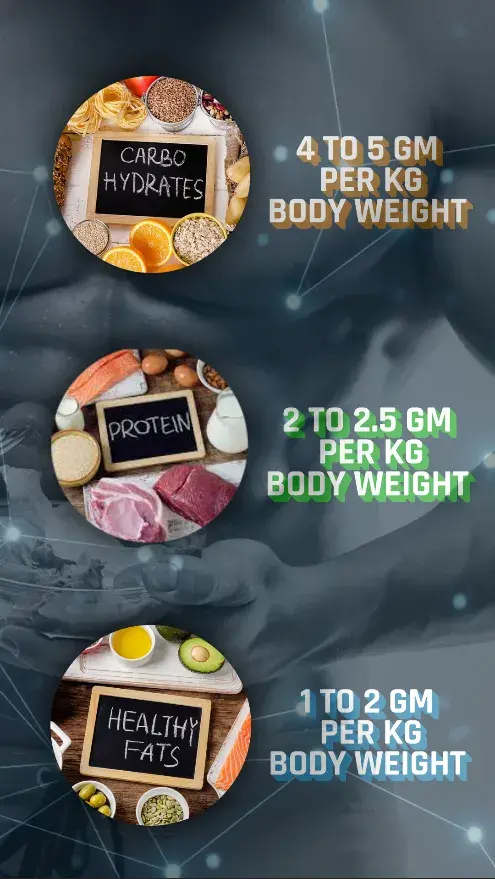 CARBO
HYDRATES
4 TO 5 GM
PER KG
BODY WEIGHT
PROTEIN
2 TO 2.5 GM
PER KG
BODY WEIGHT
HEALTHY
FATS
1 TO 2 GM
PER KG
BODY WEIGHT